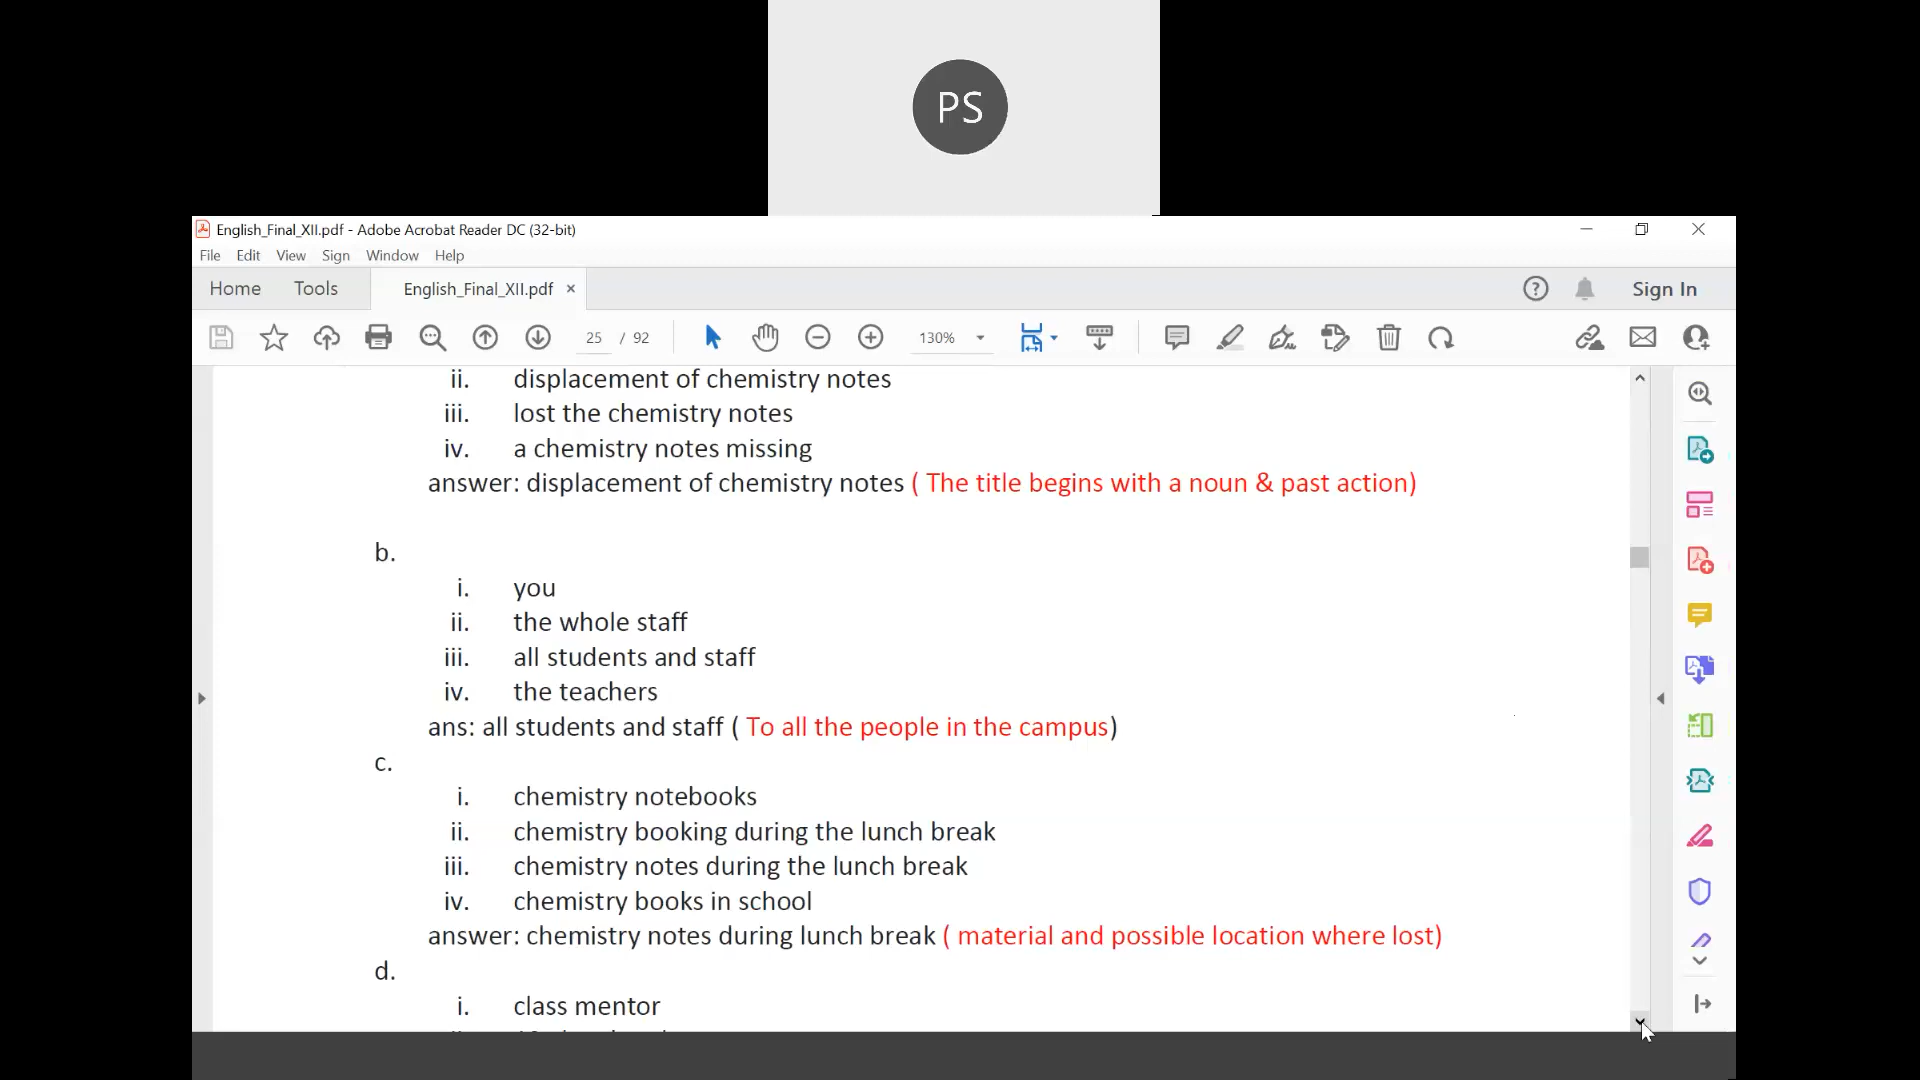 PS
English_Final_XII.pdf - Adobe Acrobat Reader DC (32-bit)
File Edit View Window Help
Home Tools English_Final_XII.pdf × Sign In
25 / 92 130%
ii. displacement of chemistry notes
iii. lost the chemistry notes
iv. a chemistry notes missing
answer: displacement of chemistry notes ( The title begins with a noun & past action)
b.
i. you
ii. the whole staff
iii. all students and staff
iv. the teachers
ans: all students and staff ( To all the people in the campus)
c.
i. chemistry notebooks
ii. chemistry booking during the lunch break
iii. chemistry notes during the lunch break
iv. chemistry books in school
answer: chemistry notes during lunch break ( material and possible location where lost)
d.
i. class mentor